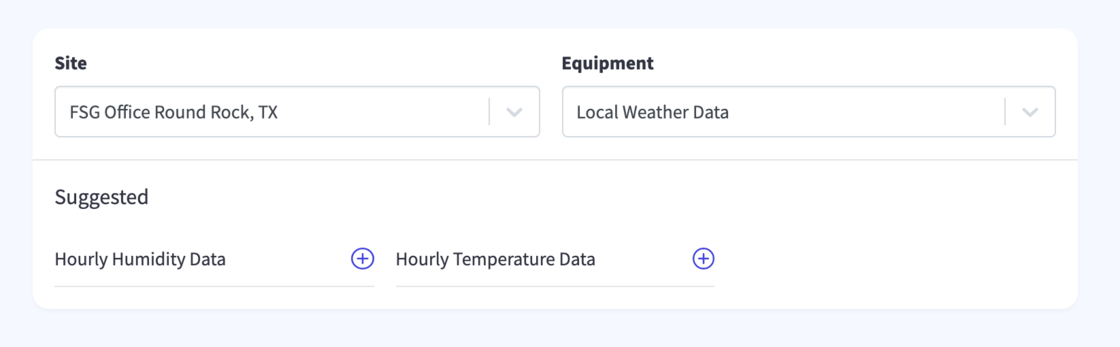 Site
Equipment
FSG Office Round Rock, TX
Local Weather Data
Suggested
Hourly Humidity Data
Hourly Temperature Data